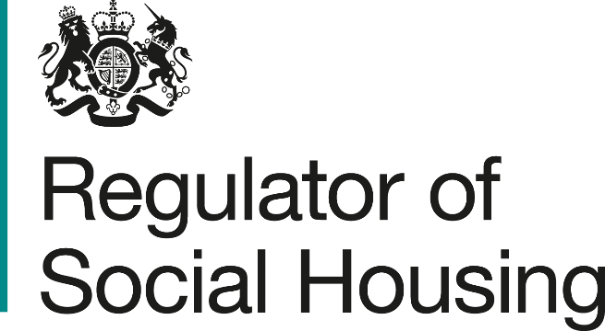 Regulator of
Social Housing